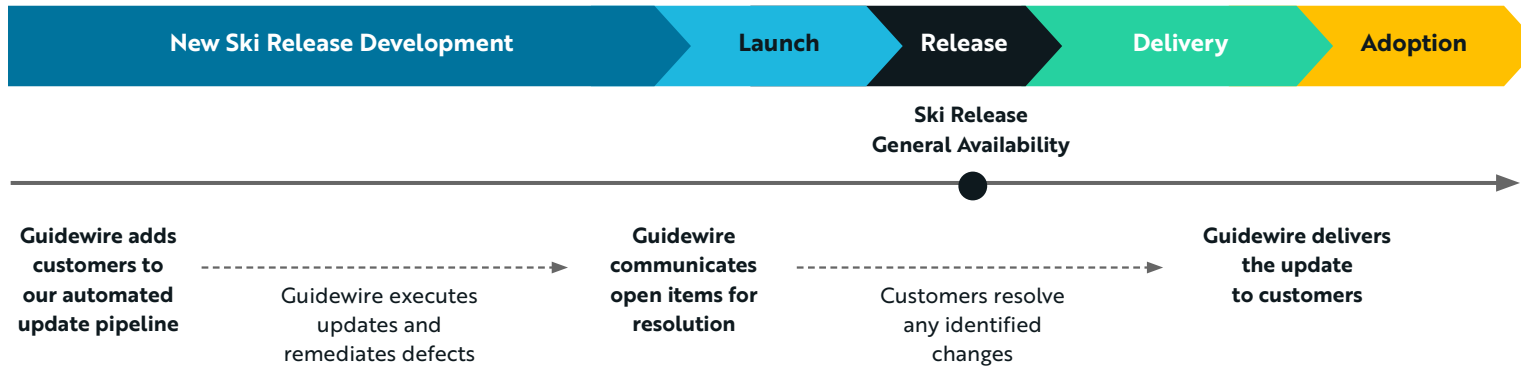 New Ski Release Development
Launch
Release
Delivery
Adoption
Ski Release
General Availability
Guidewire adds
customers to
our automated
update pipeline
Guidewire executes
updates and
remediates defects
Guidewire
communicates
open items for
resolution
Customers resolve
any identified
changes
Guidewire delivers
the update
to customers